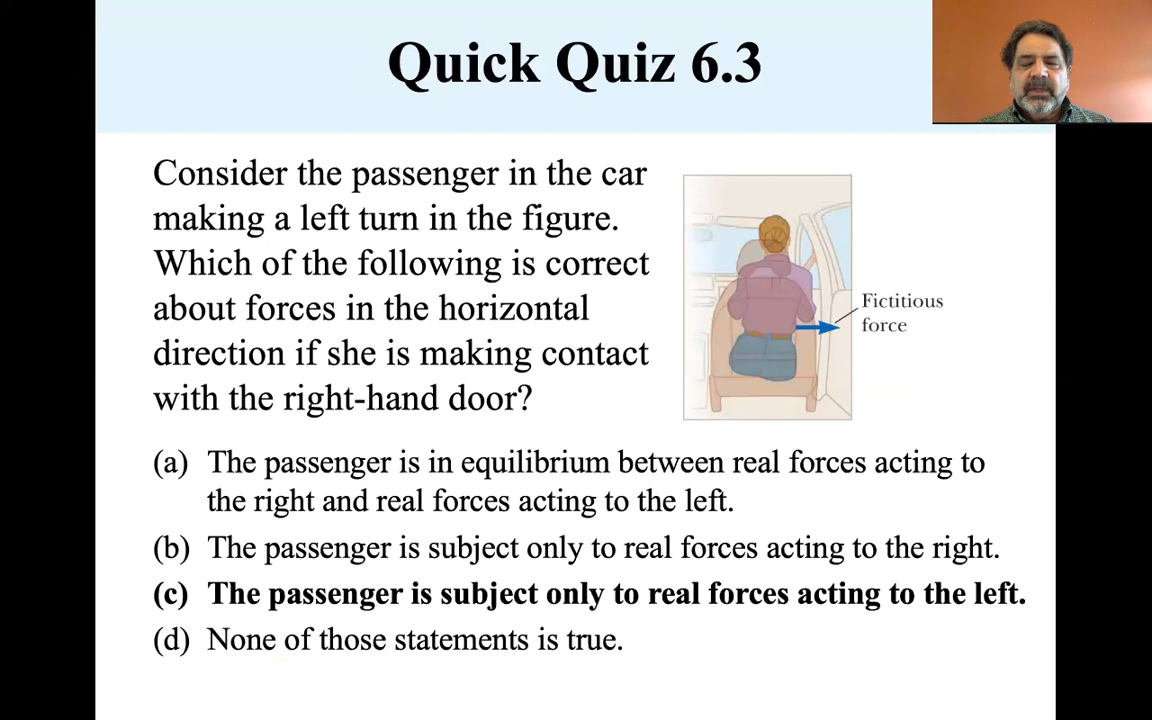 Quick Quiz 6.3
Consider the passenger in the car
making a left turn in the figure.
Which of the following is correct
about forces in the horizontal
direction if she is making contact
with the right-hand door?
Fictitious
force
(a) The passenger is in equilibrium between real forces acting to
the right and real forces acting to the left.
(b) The passenger is subject only to real forces acting to the right.
(c) The passenger is subject only to real forces acting to the left.
(d) None of those statements is true.